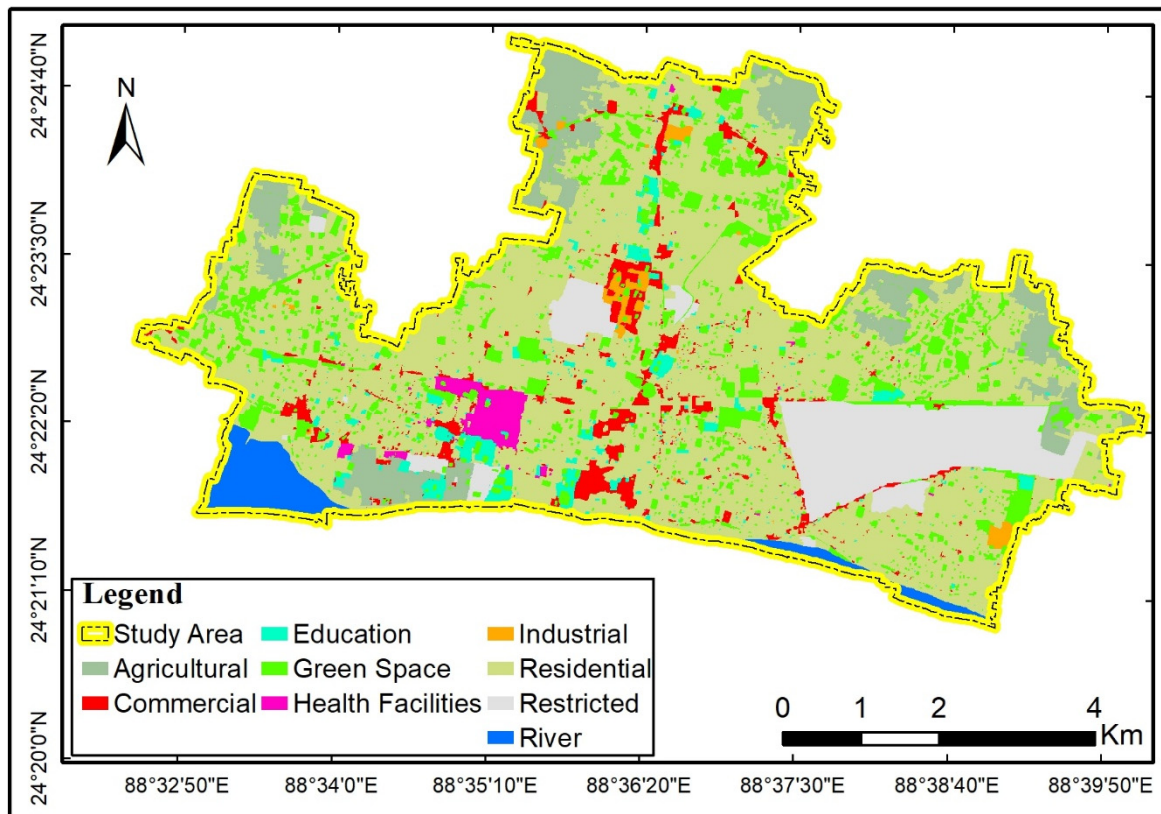 N
24°24'40"N
24°23'30"N
24°22'20"N
24°21'10"N
24°20'0"N
Legend
Study Area Education Industrial
Agricultural Green Space Residential
Commercial Health Facilities Restricted
River
0 1 2 4
Km
88°32'50"E 88°34'0"E 88°35'10"E 88°36'20"E 88°37'30"E 88°38'40"E 88°39'50"E